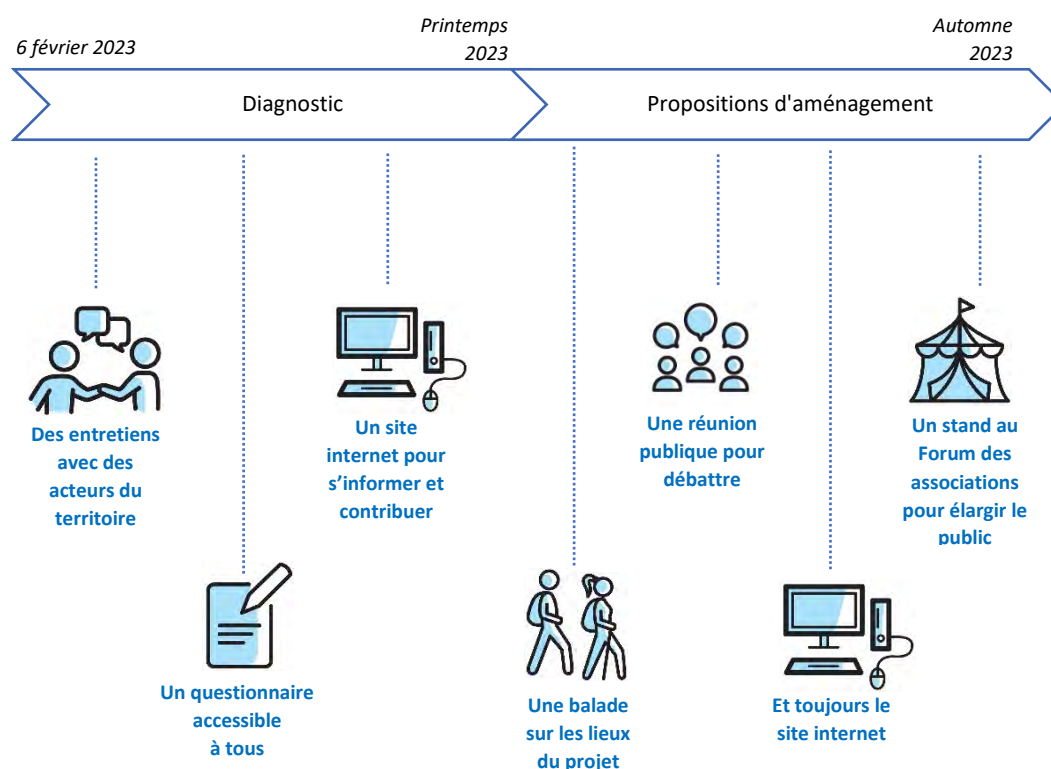 6 février 2023
Printemps
2023
Automne
2023
Diagnostic
Propositions d'aménagement
Des entretiens
avec des
acteurs du
territoire
Un site
internet pour
s’informer et
contribuer
Une réunion
publique pour
débattre
Un stand au
Forum des
associations
pour élargir le
public
Un questionnaire
accessible
à tous
Une balade
sur les lieux
du projet
Et toujours le
site internet